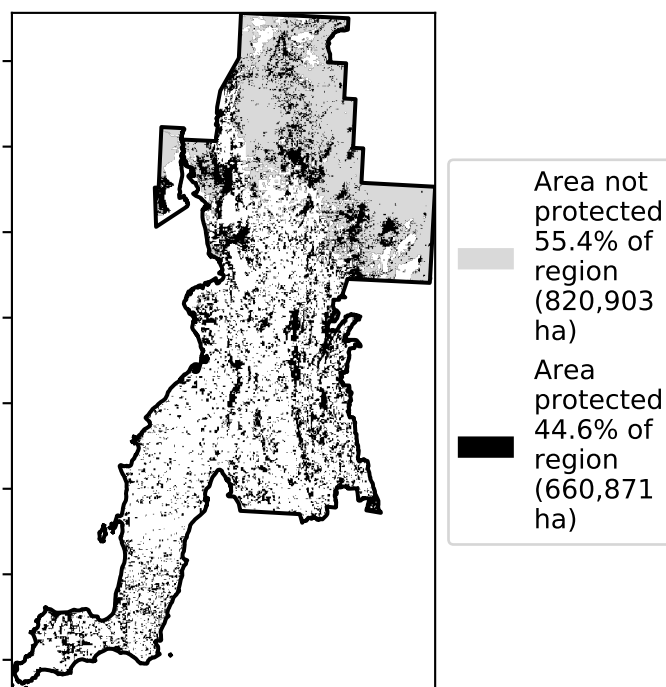 Area not
protected
55.4% of
region
(820,903
ha)
Area
protected
44.6% of
region
(660,871
ha)